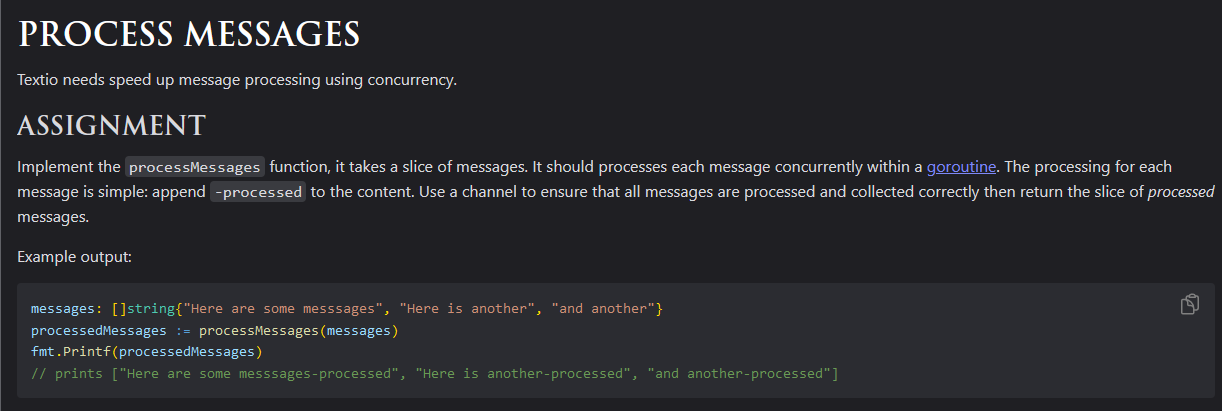 PROCESS MESSAGES
Textio needs speed up message processing using concurrency.
ASSIGNMENT
Implement the processMessages function, it takes a slice of messages. It should processes each message concurrently within a goroutine. The processing for each
message is simple: append -processed to the content. Use a channel to ensure that all messages are processed and collected correctly then return the slice of processed
messages.
Example output:
messages: []string{"Here are some messsages", "Here is another", "and another"}
processedMessages := processMessages(messages)
fmt.Printf(processedMessages)
// prints ["Here are some messsages-processed", "Here is another-processed", "and another-processed"]